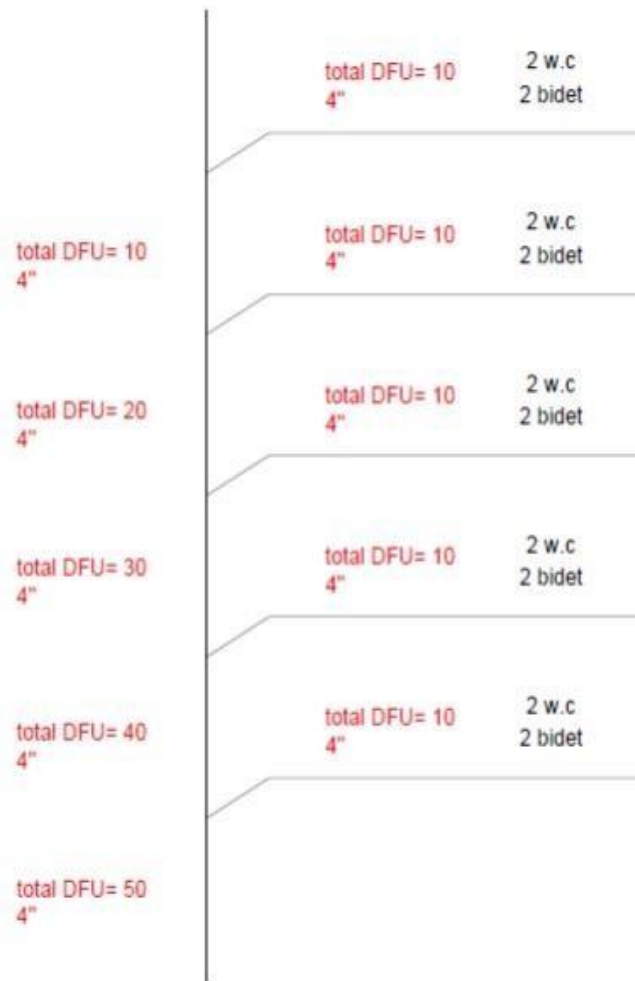 total DFU= 10
4"
2 w.c
2 bidet
total DFU= 10
4"
total DFU= 10
4"
2 w.c
2 bidet
total DFU= 20
4"
total DFU= 10
4"
2 w.c
2 bidet
total DFU= 30
4"
total DFU= 10
4"
2 w.c
2 bidet
total DFU= 40
4"
total DFU= 10
4"
2 w.c
2 bidet
total DFU= 50
4"